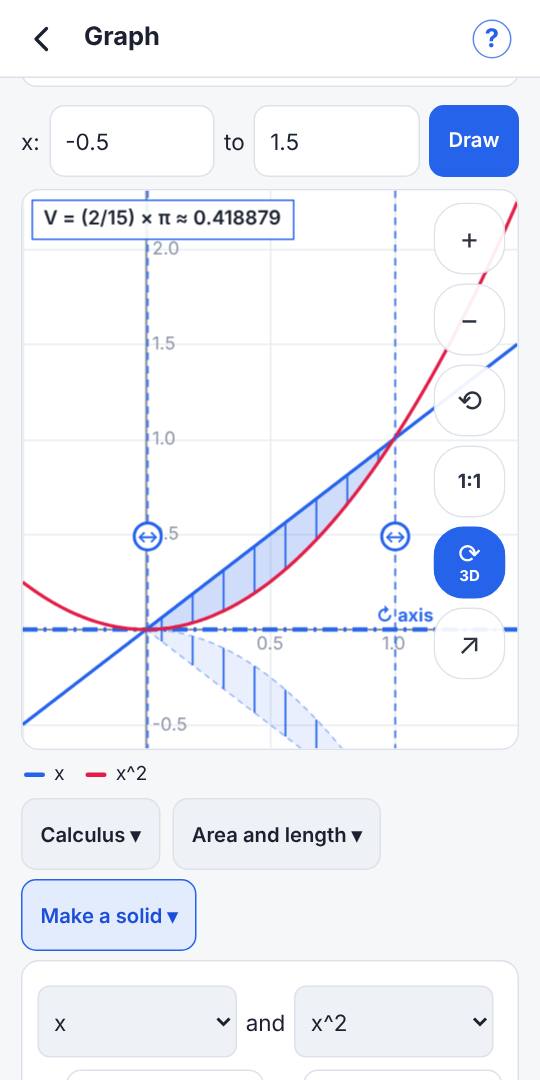 Graph
?
x: -0.5 to 1.5 Draw
V = (2/15) × π ≈ 0.418879
2.0
+
−
1.5
1.0
1:1
.5
3D
axis
0.5
1.0
-0.5
x x^2
Calculus ▾ Area and length ▾
Make a solid ▾
x and x^2